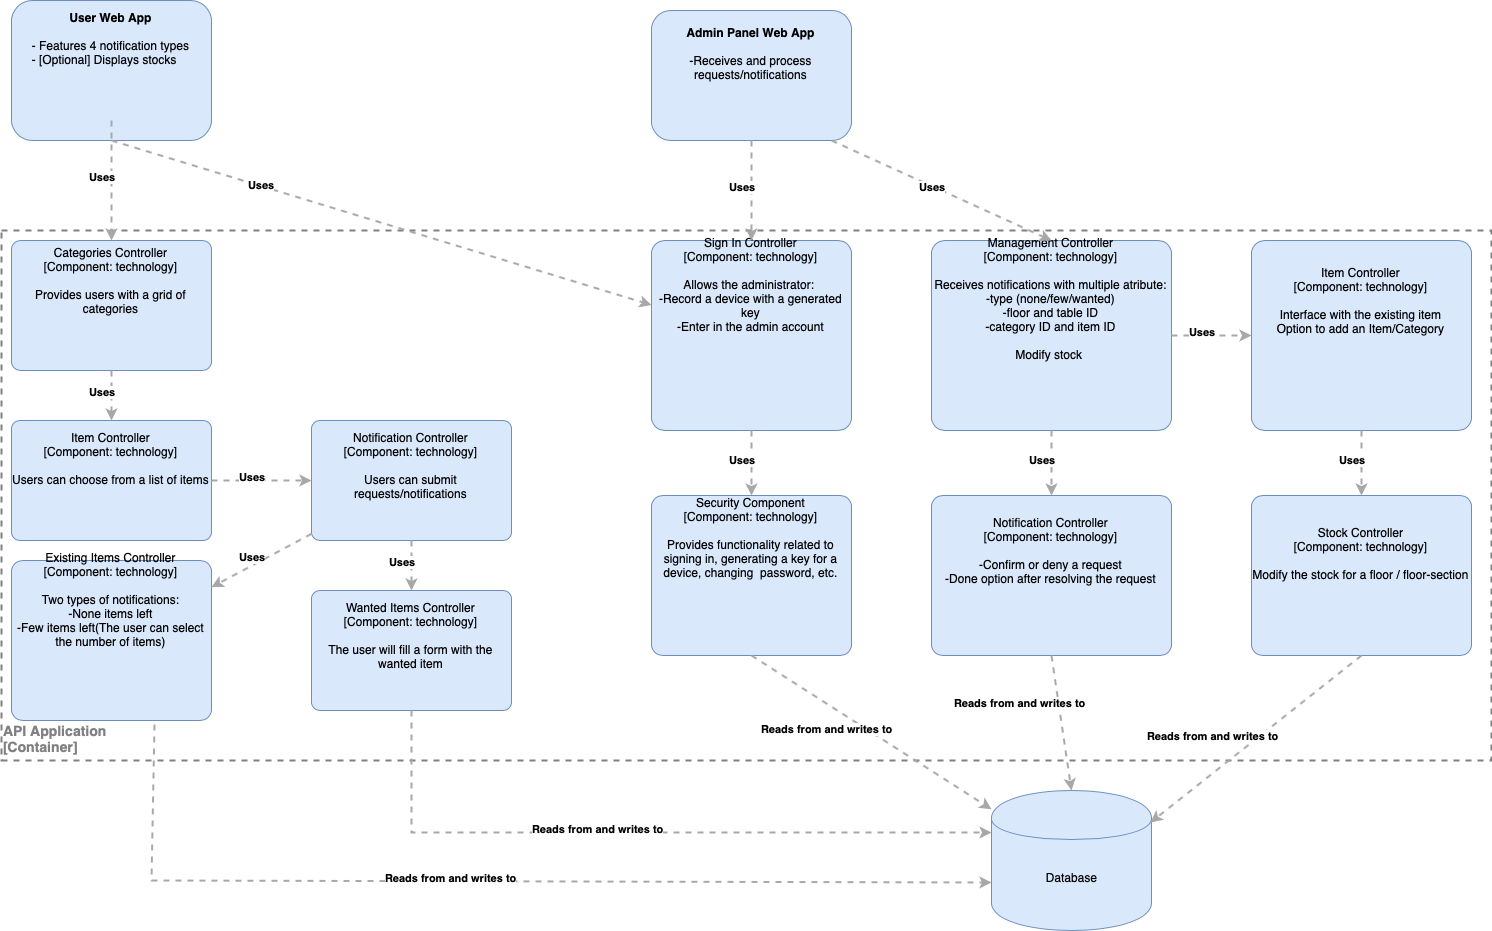 User Web App
- Features 4 notification types
- [Optional] Displays stocks
Admin Panel Web App
-Receives and process
requests/notifications
Uses
Uses
Uses
Uses
Categories Controller
[Component: technology]
Provides users with a grid of
categories
Sign In Controller
[Component: technology]
Allows the administrator:
-Record a device with a generated
key
-Enter in the admin account
Management Controller
[Component: technology]
Receives notifications with multiple atribute:
-type (none/few/wanted)
-floor and table ID
-category ID and item ID
Modify stock
Uses
Item Controller
[Component: technology]
Interface with the existing item
Option to add an Item/Category
Uses
Item Controller
[Component: technology]
Users can choose from a list of items
Uses
Notification Controller
[Component: technology]
Users can submit
requests/notifications
Uses
Uses
Uses
Uses
Uses
Existing Items Controller
[Component: technology]
Two types of notifications:
-None items left
-Few items left(The user can select
the number of items)
Wanted Items Controller
[Component: technology]
The user will fill a form with the
wanted item
Security Component
[Component: technology]
Provides functionality related to
signing in, generating a key for a
device, changing  password, etc.
Notification Controller
[Component: technology]
-Confirm or deny a request
-Done option after resolving the request
Stock Controller
[Component: technology]
Modify the stock for a floor / floor-section
API Application
[Container]
Reads from and writes to
Reads from and writes to
Reads from and writes to
Reads from and writes to
Reads from and writes to
Database